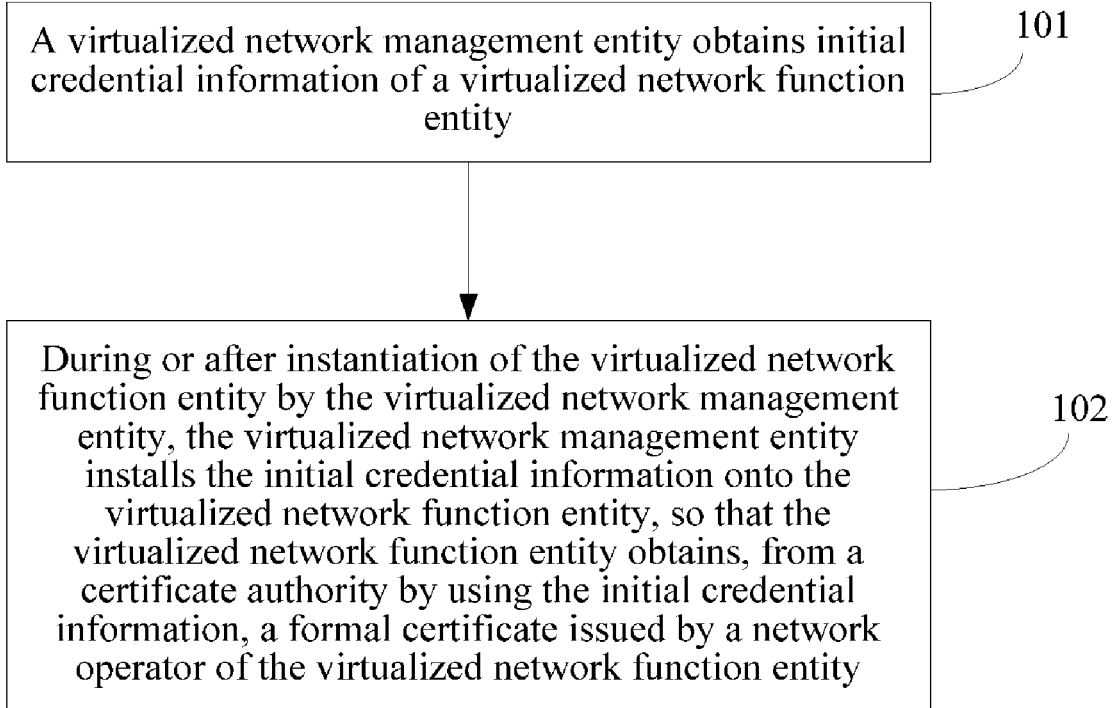 A virtualized network management entity obtains initial
credential information of a virtualized network function
entity
101
During or after instantiation of the virtualized network
function entity by the virtualized network management
entity, the virtualized network management entity
installs the initial credential information onto the
virtualized network function entity, so that the
virtualized network function entity obtains, from a
certificate authority by using the initial credential
information, a formal certificate issued by a network
operator of the virtualized network function entity
102